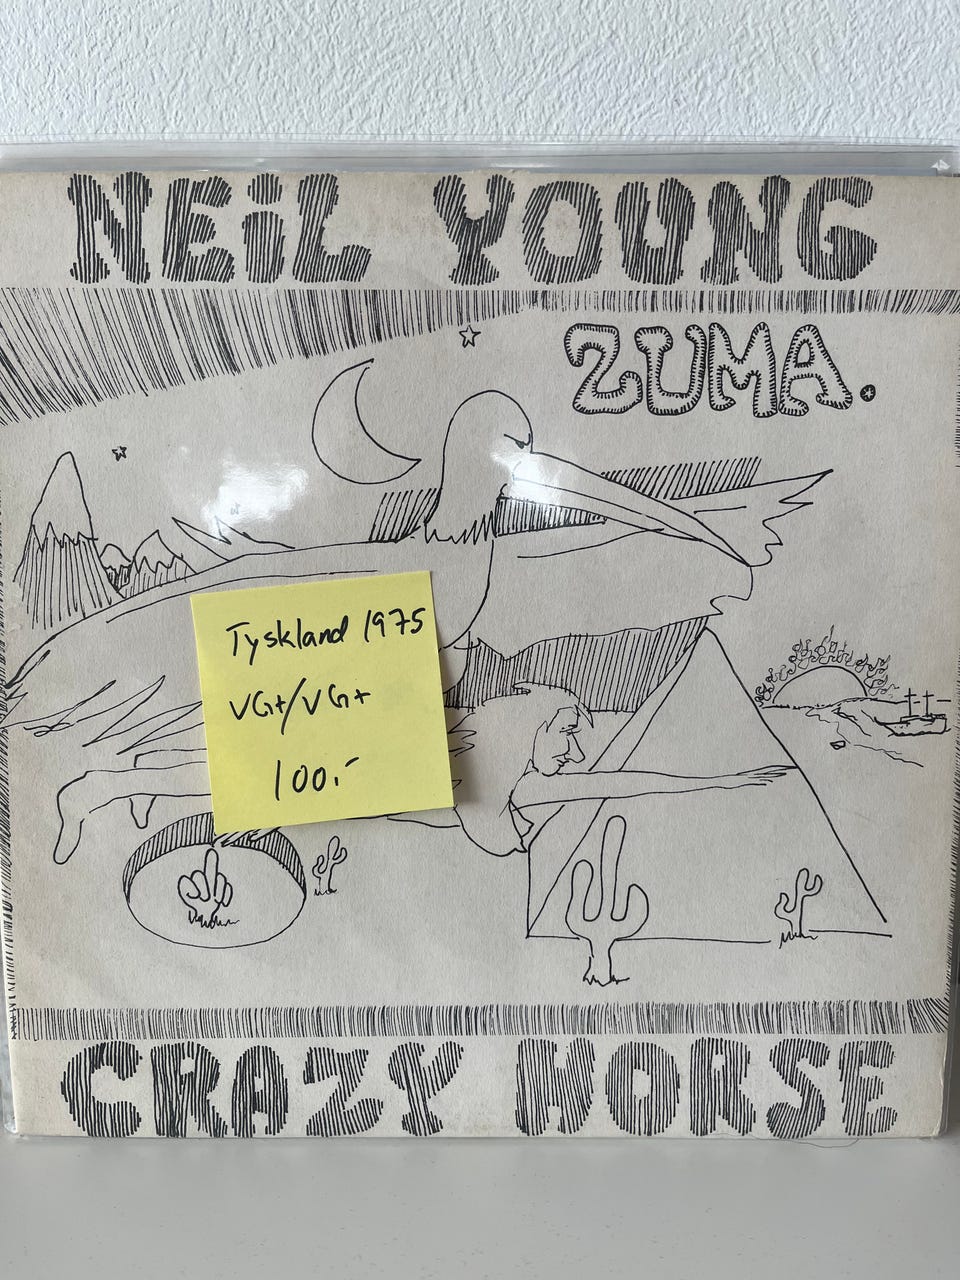 NEiL YOUNG
ZUMA.
Tyskland 1975
VG+/VG+
100.-
CRAZY HORSE